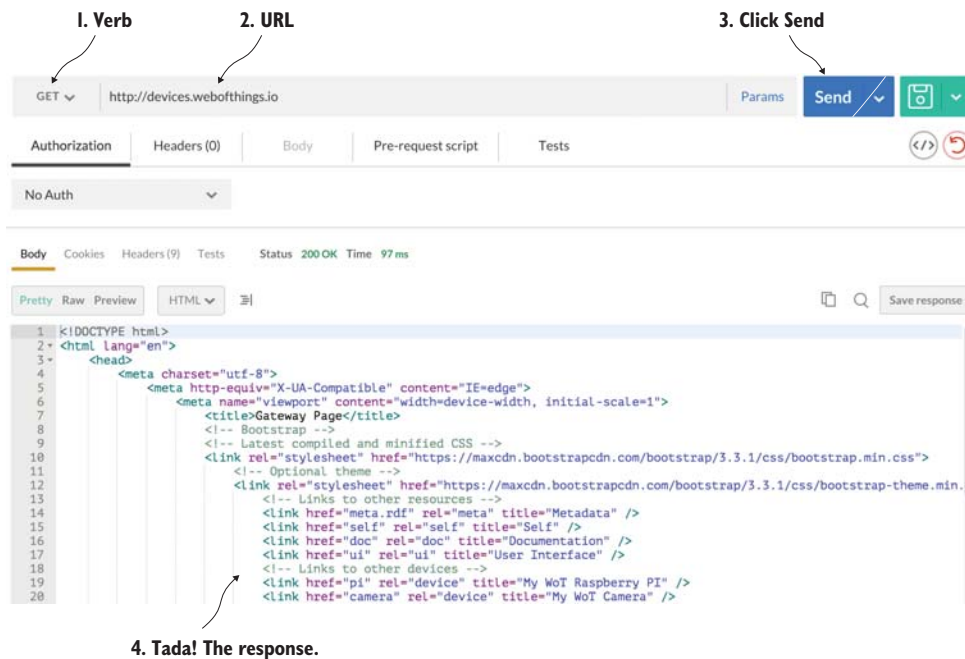 1. Verb 2. URL 3. Click Send
GET http://devices.webofthings.io Params Send
Authorization Headers (0) Body Pre-request script Tests </>
No Auth
Body Cookies Headers (9) Tests Status 200 OK Time 97 ms
Pretty Raw Preview HTML Save response
1 <!DOCTYPE html>
2 <html lang="en">
3 <head>
4 <meta charset="utf-8">
5 <meta http-equiv="X-UA-Compatible" content="IE=edge">
6 <meta name="viewport" content="width=device-width, initial-scale=1">
7 <title>Gateway Page</title>
8 <!-- Bootstrap -->
9 <!-- Latest compiled and minified CSS -->
10 <link rel="stylesheet" href="https://maxcdn.bootstrapcdn.com/bootstrap/3.3.1/css/bootstrap.min.css">
11 <!-- Optional theme -->
12 <link rel="stylesheet" href="https://maxcdn.bootstrapcdn.com/bootstrap/3.3.1/css/bootstrap-theme.min.
13 <!-- Links to other resources -->
14 <link href="meta.rdf" rel="meta" title="Metadata" />
15 <link href="self" rel="self" title="Self" />
16 <link href="doc" rel="doc" title="Documentation" />
17 <link href="ui" rel="ui" title="User Interface" />
18 <!-- Links to other devices -->
19 <link href="pi" rel="device" title="My WoT Raspberry PI" />
20 <link href="camera" rel="device" title="My WoT Camera" />
4. Tada! The response.